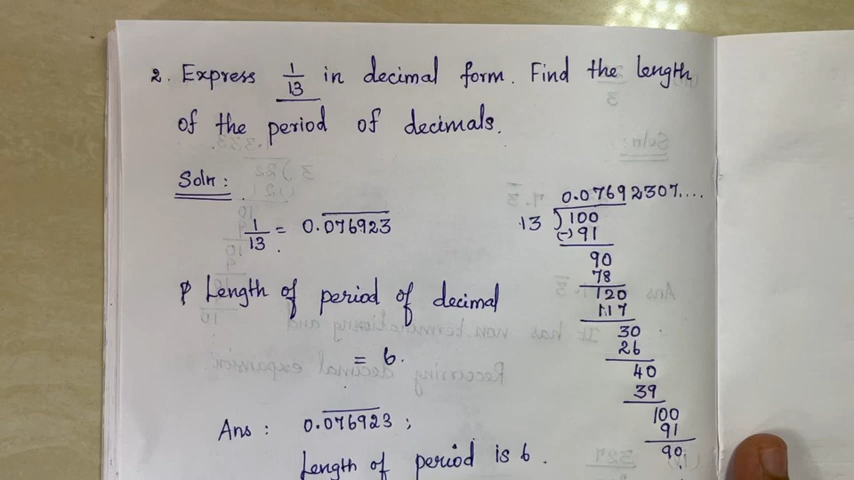 2. Express 1/13 in decimal form. Find the length
of the period of decimals.
Soln:
1/13 = 0.076923
Length of period of decimal
= 6.
Ans: 0.076923;
Length of period is 6.
0.07692307....
13 ) 100
(-) 91
90
78
120
117
30
26
40
39
100
91
90